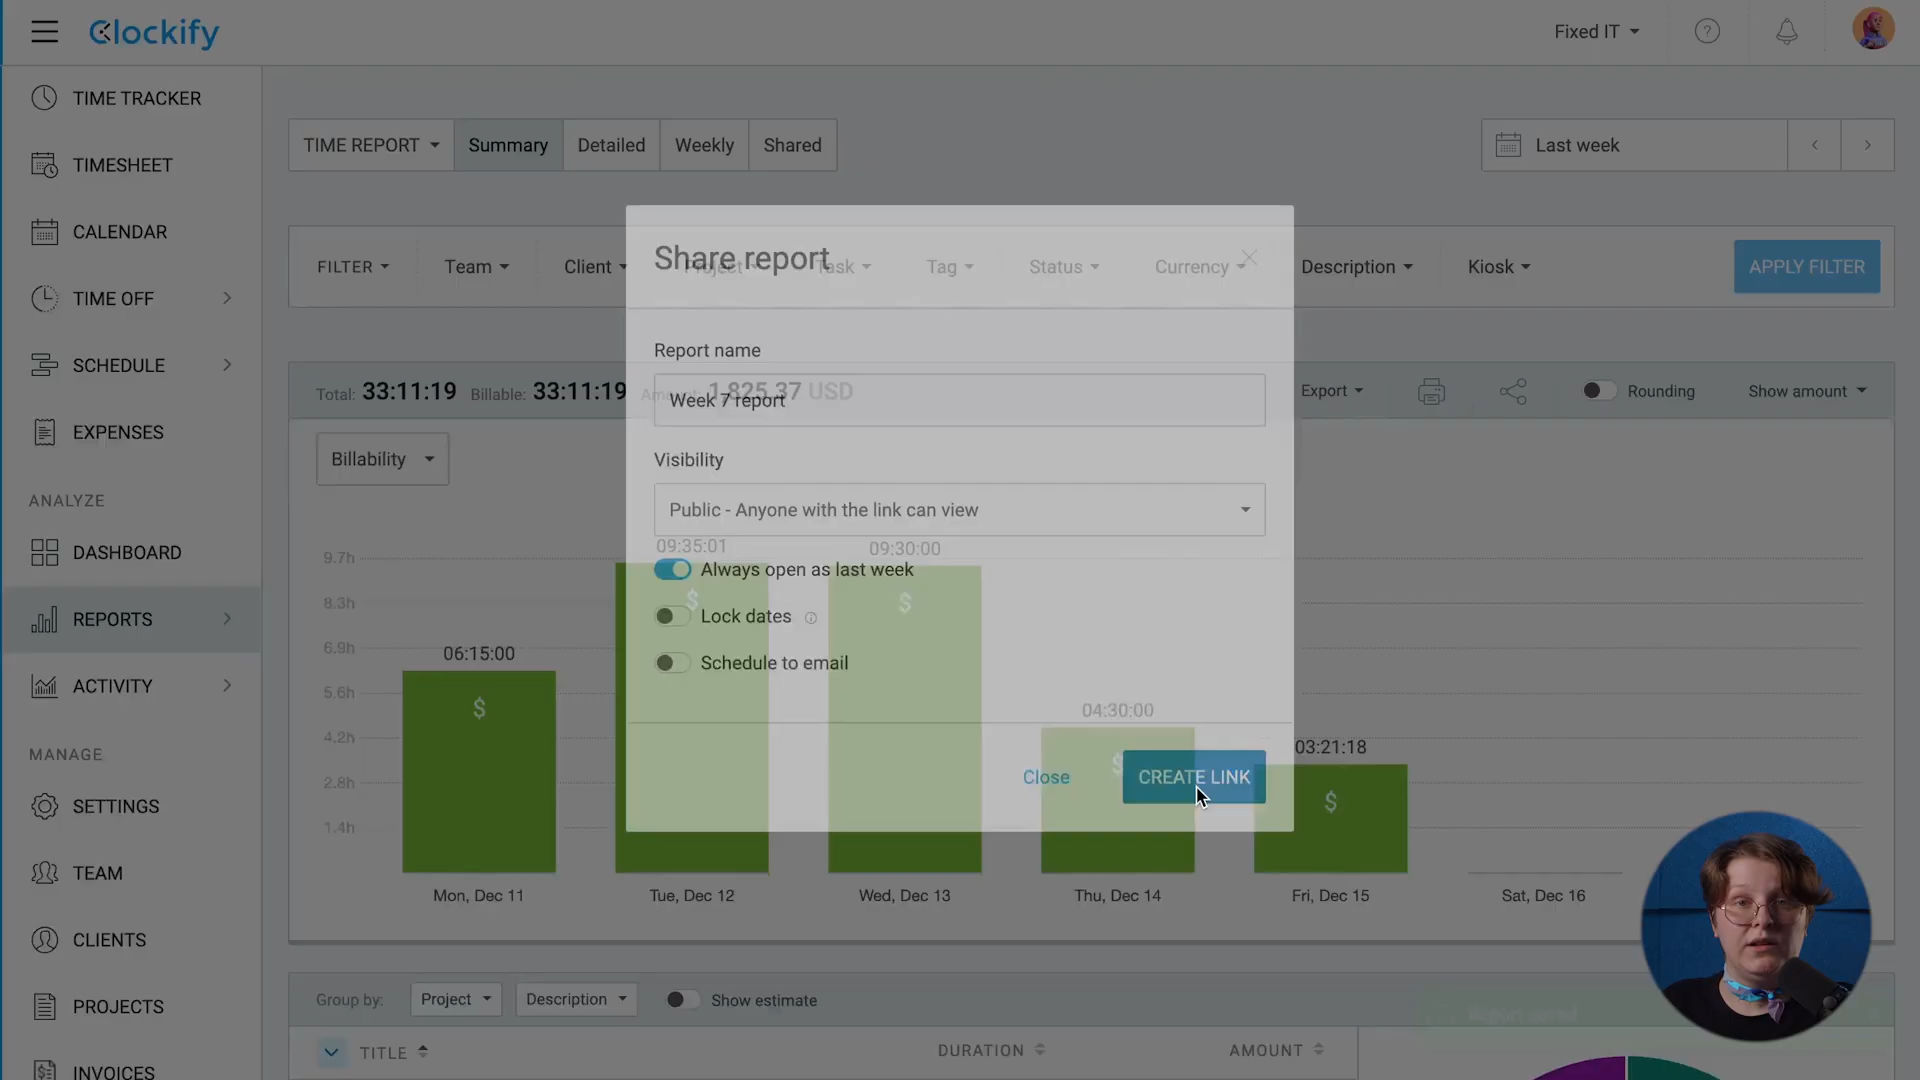 Clockify
Fixed IT
TIME TRACKER
TIMESHEET
CALENDAR
TIME OFF
SCHEDULE
EXPENSES
ANALYZE
DASHBOARD
REPORTS
ACTIVITY
MANAGE
SETTINGS
TEAM
CLIENTS
PROJECTS
INVOICES
TIME REPORT
Summary
Detailed
Weekly
Shared
Last week
FILTER
Team
Client
Project
Task
Tag
Status
Currency
Description
Kiosk
APPLY FILTER
Total: 33:11:19
Billable: 33:11:19
1,825.37 USD
Export
Rounding
Show amount
Billability
Share report
Report name
Week 7 report
Visibility
Public - Anyone with the link can view
Always open as last week
Lock dates
Schedule to email
Close
CREATE LINK
9.7h
8.3h
6.9h
5.6h
4.2h
2.8h
1.4h
06:15:00
09:35:01
09:30:00
04:30:00
03:21:18
$
$
$
$
$
Mon, Dec 11
Tue, Dec 12
Wed, Dec 13
Thu, Dec 14
Fri, Dec 15
Sat, Dec 16
Group by:
Project
Description
Show estimate
TITLE
DURATION
AMOUNT